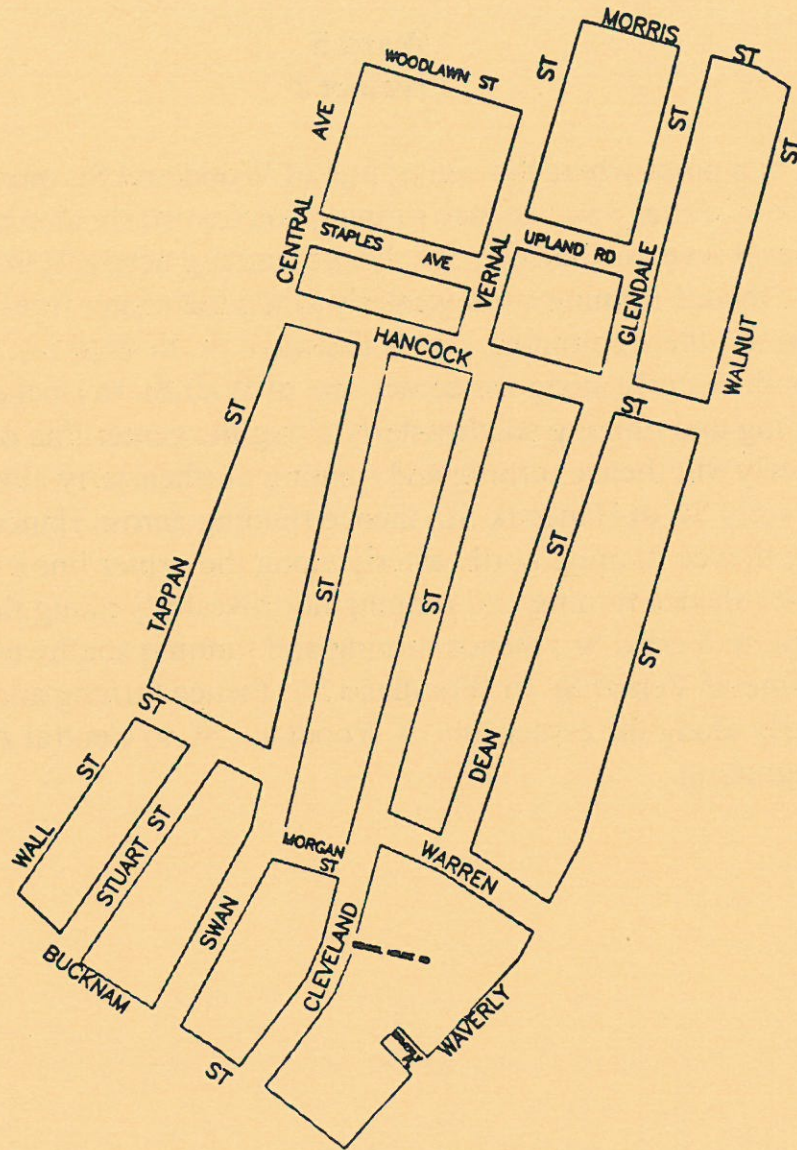 MORRIS
ST
WOODLAWN ST
ST
ST
ST
AVE
CENTRAL
STAPLES AVE
VERNAL
UPLAND RD
GLENDALE
WALNUT
HANCOCK
ST
ST
ST
ST
ST
ST
TAPPAN
ST
DEAN
ST
WALL
STUART ST
MORGAN
ST
WARREN
SWAN
CLEVELAND
BUCKNAM
WAVERLY
ST